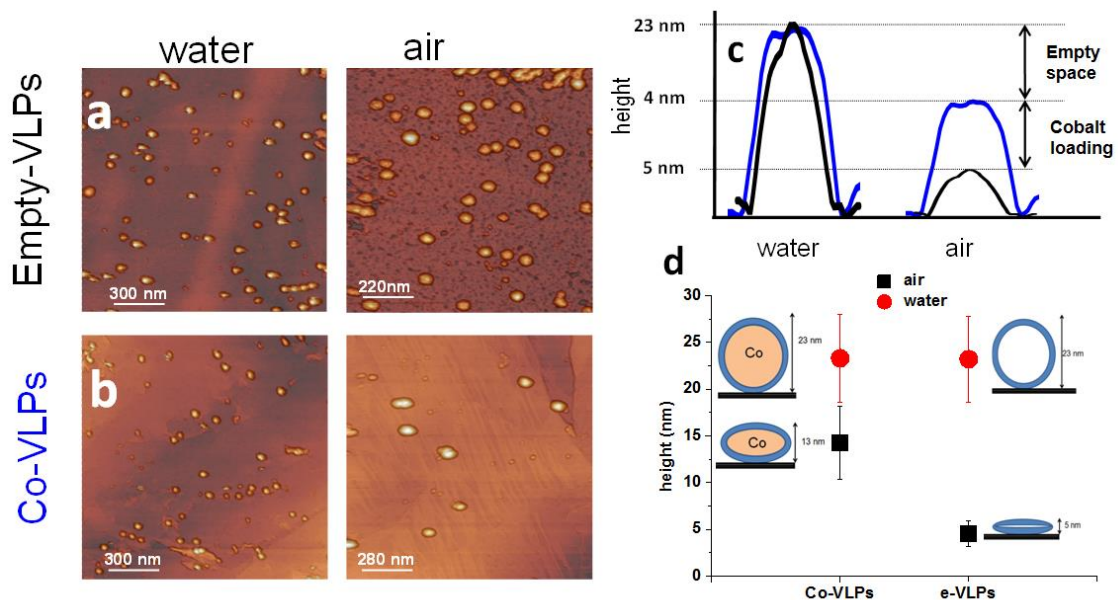 water
air
Empty-VLPs
a
300 nm
220nm
Co-VLPs
b
300 nm
280 nm
c
height
23 nm
4 nm
5 nm
Empty
space
Cobalt
loading
water
air
d
air
water
height (nm)
30
25
20
15
10
5
0
Co
23 nm
Co
13 nm
23 nm
5 nm
Co-VLPs
e-VLPs